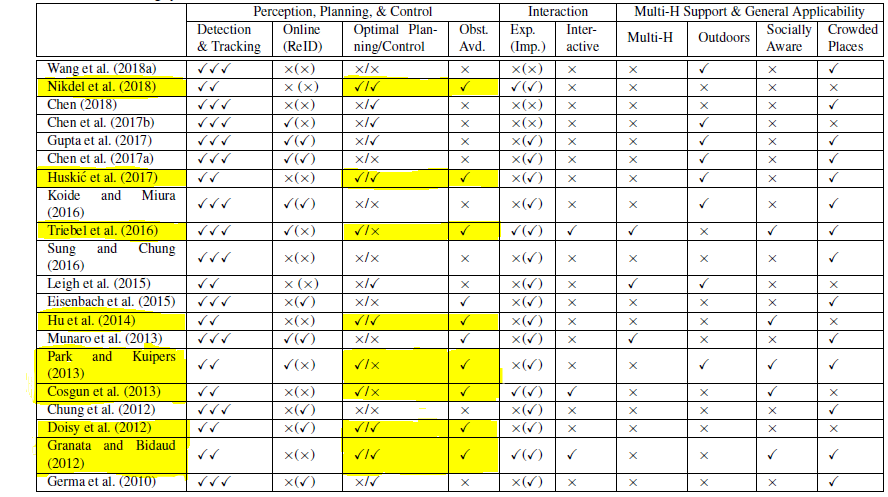 Perception, Planning, & Control Interaction Multi-H Support & General Applicability
Detection & Tracking Online (ReID) Optimal Plan-ning/Control Obst. Avd. Exp. (Imp.) Inter-active Multi-H Outdoors Socially Aware Crowded Places
Wang et al. (2018a) ✓✓✓ ×(×) ×/× × ×(×) × × ✓ × ✓
Nikdel et al. (2018) ✓✓ × (×) ✓/✓ ✓ ✓(✓) × × × × ×
Chen (2018) ✓✓✓ ×(×) ×/✓ × ×(×) × × × × ✓
Chen et al. (2017b) ✓✓✓ ✓(✓) ×/✓ × ×(×) × × ✓ × ×
Gupta et al. (2017) ✓✓✓ ✓(✓) ×/✓ × ×(✓) × × ✓ × ✓
Chen et al. (2017a) ✓✓✓ ✓(✓) ×/× × ×(✓) × × ✓ × ✓
Huskić et al. (2017) ✓✓ ×(×) ✓/✓ ✓ ×(✓) × × ✓ × ✓
Koide and Miura
(2016) ✓✓✓ ✓(✓) ×/× × ×(✓) × × ✓ × ✓
Triebel et al. (2016) ✓✓✓ ✓(×) ✓/× ✓ ✓(✓) ✓ ✓ × ✓ ✓
Sung and Chung
(2016) ✓✓✓ ×(×) ×/× × ×(✓) × × × × ✓
Leigh et al. (2015) ✓✓ × (×) ×/✓ × ×(✓) × ✓ ✓ × ×
Eisenbach et al. (2015) ✓✓✓ ×(✓) ×/× ✓ ×(✓) × × × × ✓
Hu et al. (2014) ✓✓ ×(×) ✓/✓ ✓ ×(✓) × × × ✓ ×
Munaro et al. (2013) ✓✓✓ ✓(✓) ×/× ✓ ×(✓) × ✓ × × ✓
Park and Kuipers
(2013) ✓✓ ✓(×) ✓/× ✓ ×(✓) × × ✓ ✓ ✓
Cosgun et al. (2013) ✓✓ ×(×) ✓/× ✓ ✓(✓) ✓ × × ✓ ×
Chung et al. (2012) ✓✓✓ ×(✓) ×/× × ×(✓) × × × × ✓
Doisy et al. (2012) ✓✓ ×(×) ✓/✓ ✓ ×(✓) × × × × ×
Granata and Bidaud
(2012) ✓✓ ×(×) ✓/✓ ✓ ✓(✓) ✓ × × ✓ ✓
Germa et al. (2010) ✓✓✓ ×(✓) ×/✓ × ×(✓) × × × × ✓